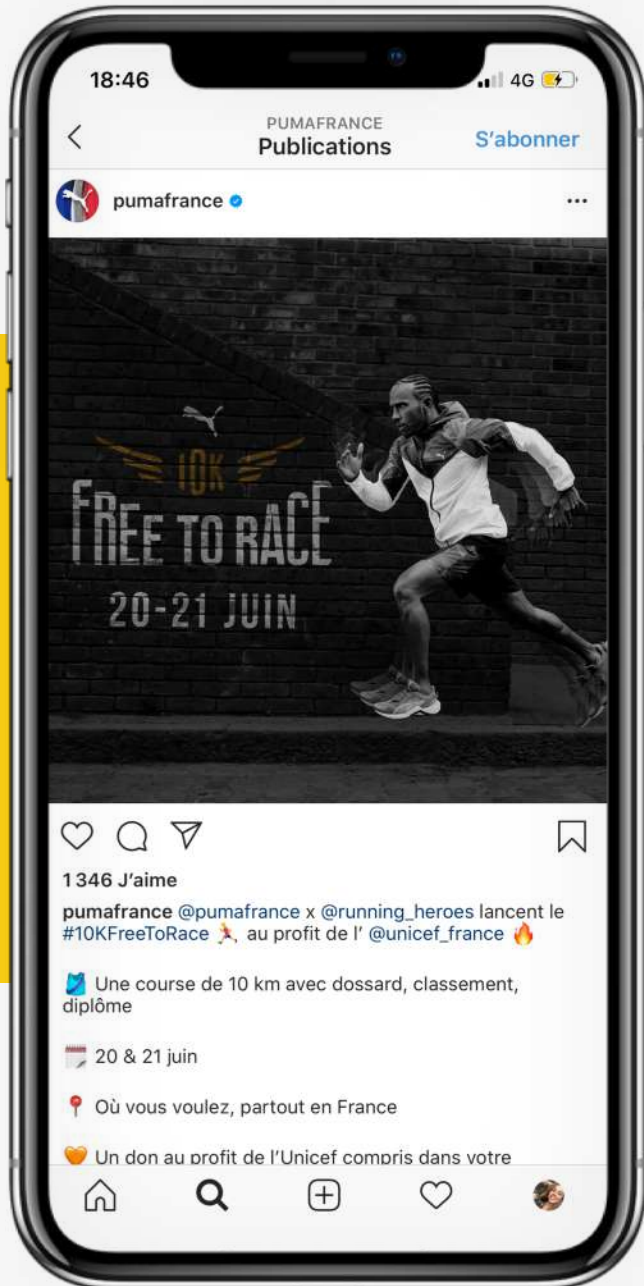 18:46
4G
PUMAFRANCE
Publications
S'abonner
pumafrance
10K
FREE TO RACE
20-21 JUIN
1 346 J'aime
pumafrance @pumafrance x @running_heroes lancent le
#10KFreeToRace 🏃 au profit de l' @unicef_france 🔥
🎽 Une course de 10 km avec dossard, classement,
diplôme
🗓️ 20 & 21 juin
📍 Où vous voulez, partout en France
🧡 Un don au profit de l'Unicef compris dans votre